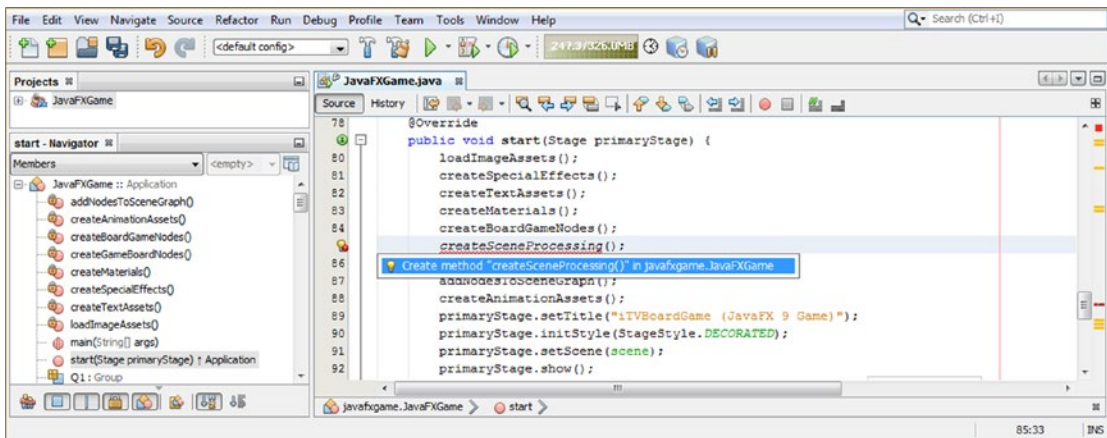 File Edit View Navigate Source Refactor Run Debug Profile Team Tools Window Help
Search (Ctrl+I)
<default config>
247.3/326.0MB
Projects
JavaFXGame
start - Navigator
Members
<empty>
JavaFXGame :: Application
addNodesToSceneGraph()
createAnimationAssets()
createBoardGameNodes()
createGameBoardNodes()
createMaterials()
createSpecialEffects()
createTextAssets()
loadImageAssets()
main(String[] args)
start(Stage primaryStage) ↑ Application
Q1 : Group
JavaFXGame.java
Source History
78 @Override
public void start(Stage primaryStage) {
80 loadImageAssets();
81 createSpecialEffects();
82 createTextAssets();
83 createMaterials();
84 createBoardGameNodes();
createSceneProcessing();
86
Create method "createSceneProcessing()" in javafxgame.JavaFXGame
87 addNodesToSceneGraph();
88 createAnimationAssets();
89 primaryStage.setTitle("iTVBoardGame (JavaFX 9 Game)");
90 primaryStage.initStyle(StageStyle.DECORATED);
91 primaryStage.setScene(scene);
92 primaryStage.show();
javafxgame.JavaFXGame
start
85:33
INS